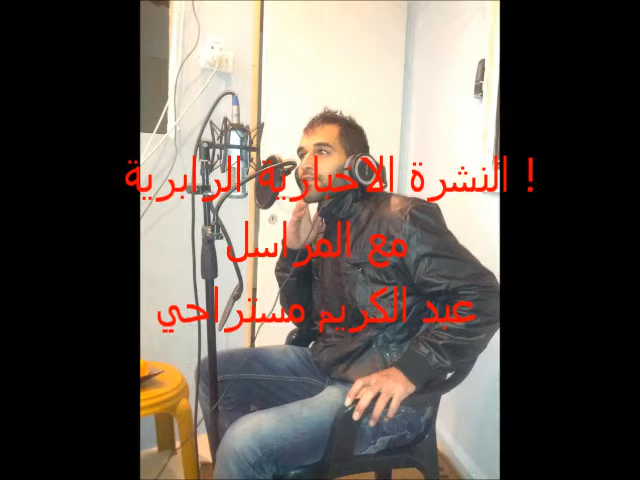 النشرة الاخبارية الرابرية !
مع المراسل
عبد الكريم مستراحي